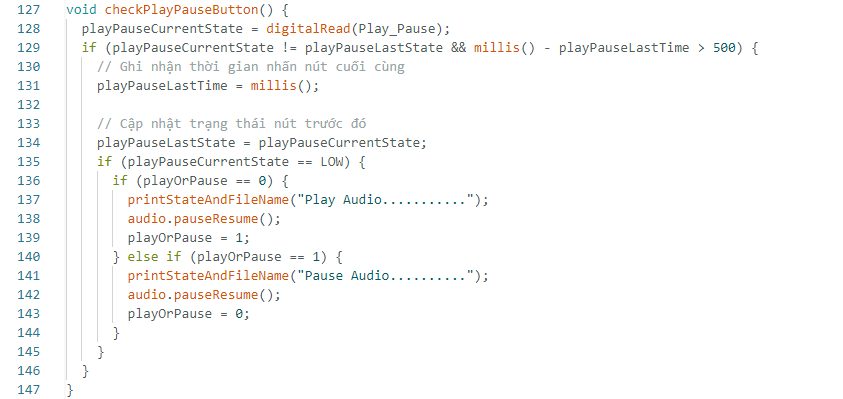 127 void checkPlayPauseButton() {
128 playPauseCurrentState = digitalRead(Play_Pause);
129 if (playPauseCurrentState != playPauseLastState && millis() - playPauseLastTime > 500) {
130 // Ghi nhận thời gian nhấn nút cuối cùng
131 playPauseLastTime = millis();
132
133 // Cập nhật trạng thái nút trước đó
134 playPauseLastState = playPauseCurrentState;
135 if (playPauseCurrentState == LOW) {
136 if (playOrPause == 0) {
137 printStateAndFileName("Play Audio...........");
138 audio.pauseResume();
139 playOrPause = 1;
140 } else if (playOrPause == 1) {
141 printStateAndFileName("Pause Audio..........");
142 audio.pauseResume();
143 playOrPause = 0;
144 }
145 }
146 }
147 }